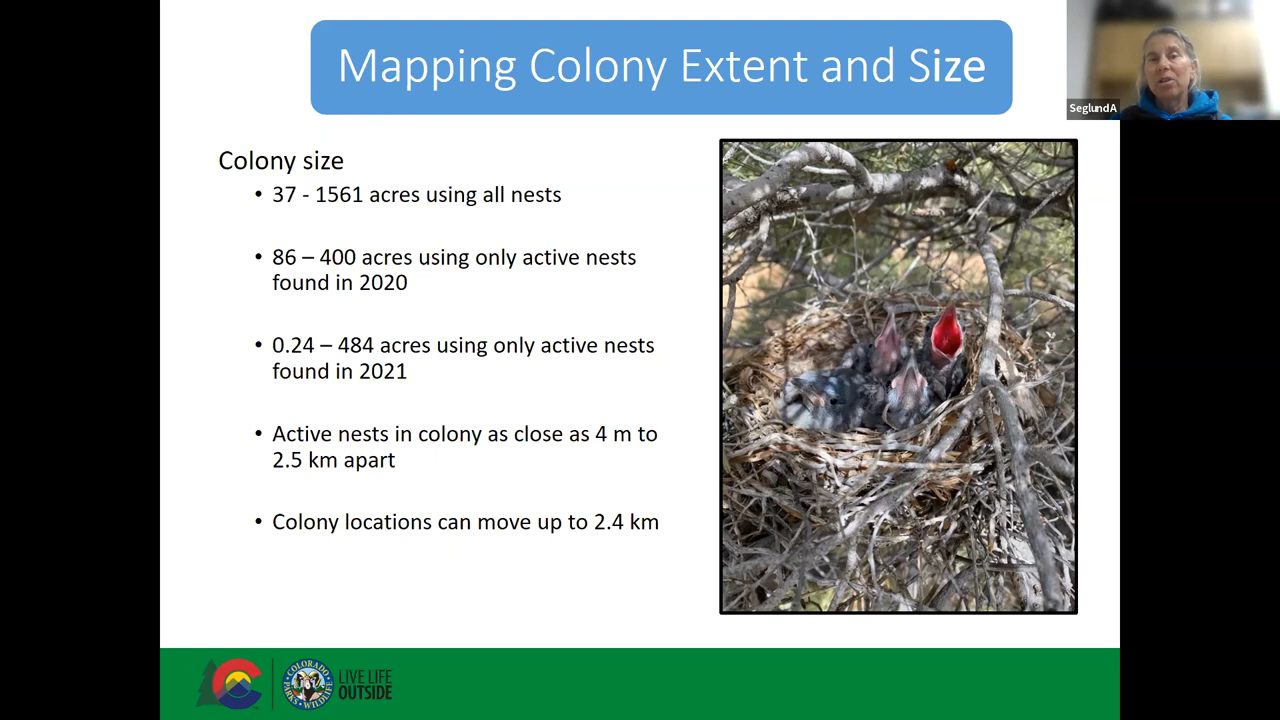 Mapping Colony Extent and Size
SeglundA
Colony size
• 37 - 1561 acres using all nests
• 86 – 400 acres using only active nests
found in 2020
• 0.24 – 484 acres using only active nests
found in 2021
• Active nests in colony as close as 4 m to
2.5 km apart
• Colony locations can move up to 2.4 km
COLORADO
PARKS & WILDLIFE
LIVE LIFE
OUTSIDE